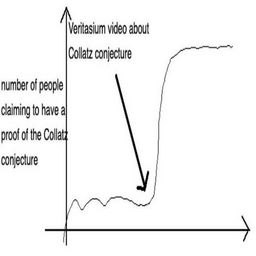 Veritasium video about
Collatz conjecture
number of people
claiming to have a
proof of the Collatz
conjecture